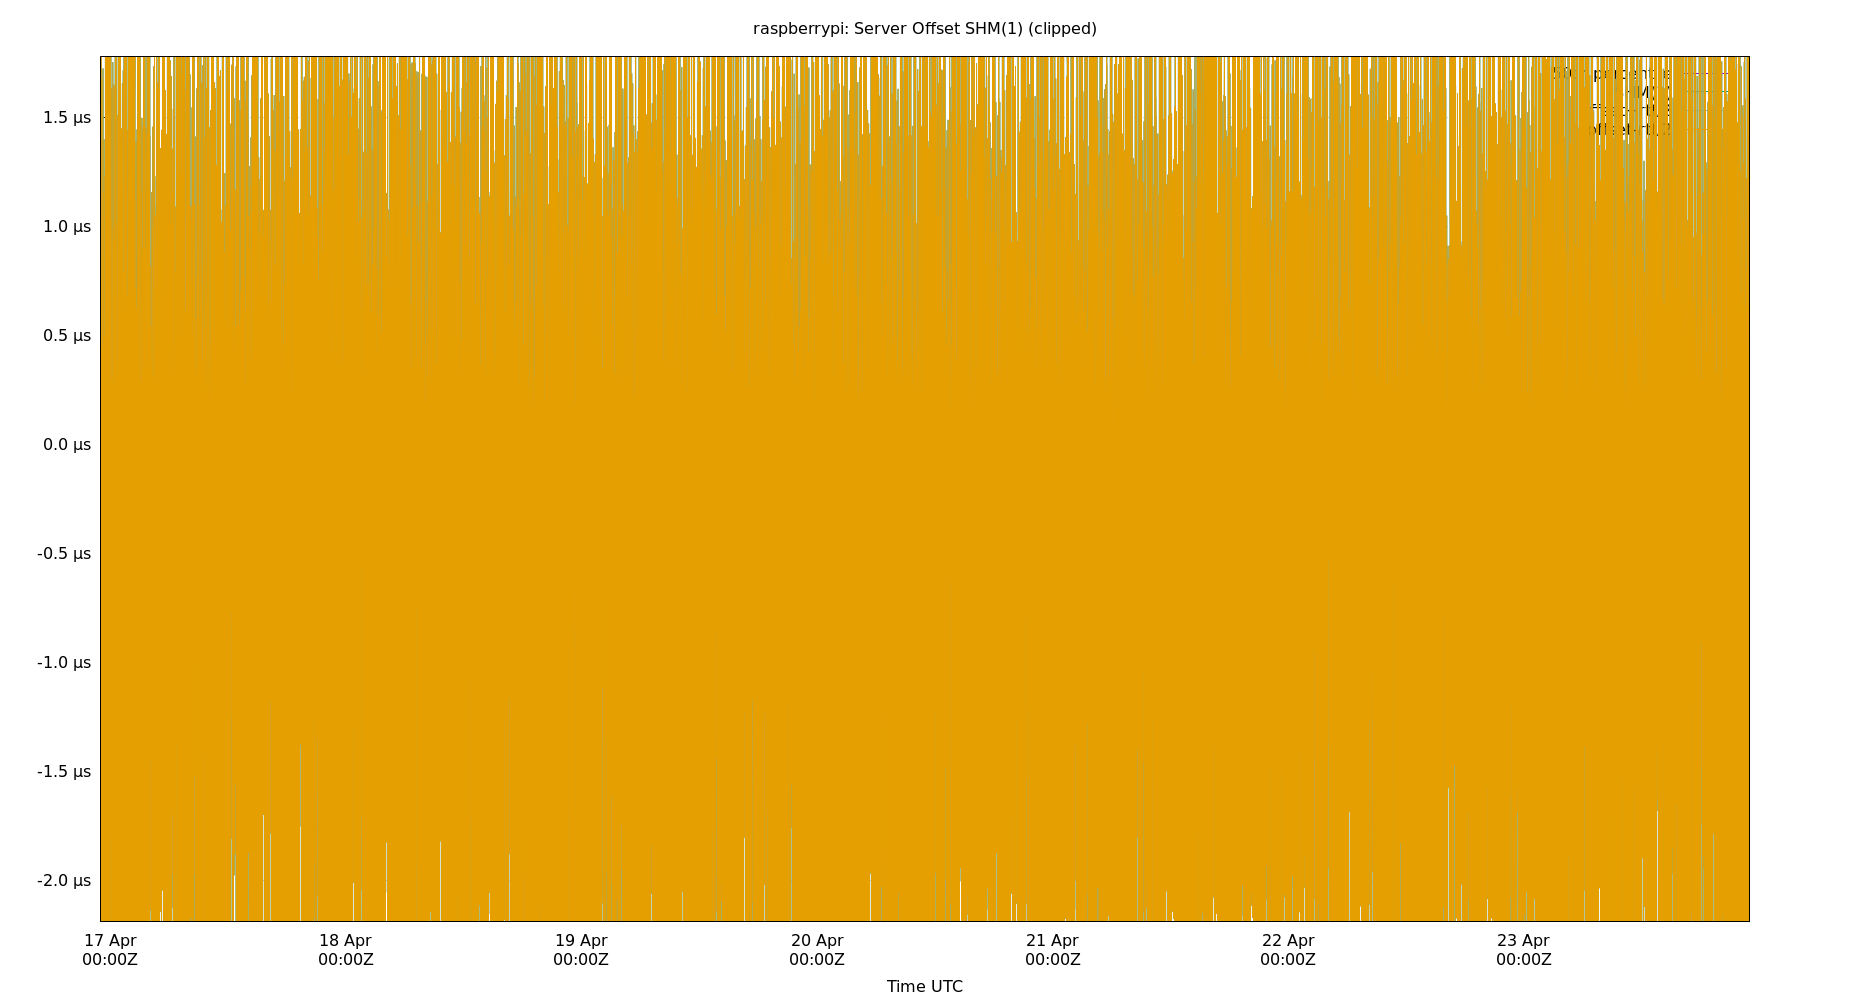 raspberrypi: Server Offset SHM(1) (clipped)
1.5 µs
1.0 µs
0.5 µs
0.0 µs
-0.5 µs
-1.0 µs
-1.5 µs
-2.0 µs
17 Apr 18 Apr 19 Apr 20 Apr 21 Apr 22 Apr 23 Apr
00:00Z 00:00Z 00:00Z 00:00Z 00:00Z 00:00Z 00:00Z
Time UTC